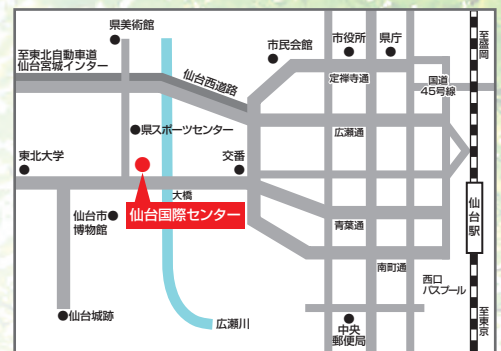 県美術館
市民会館
市役所
県庁
至盛岡
至東北自動車道
仙台宮城インター
仙台西道路
定禅寺通
国道
45号線
県スポーツセンター
広瀬通
東北大学
交番
大橋
仙台国際センター
仙台市
博物館
青葉通
仙台駅
南町通
西口
バスプール
仙台城跡
広瀬川
中央
郵便局
至東京